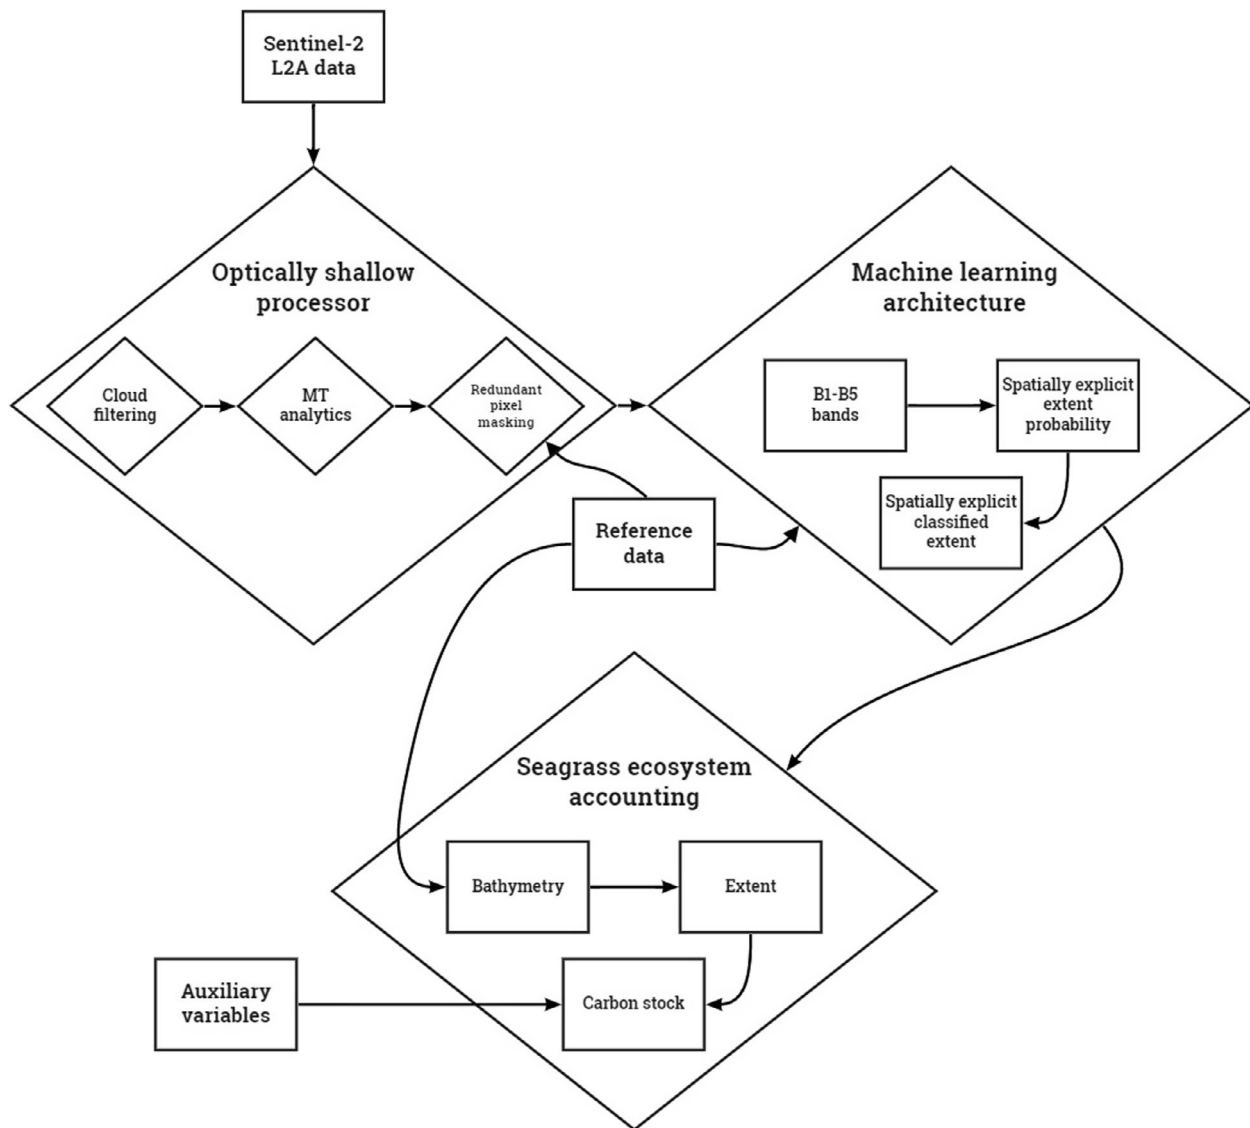 Sentinel-2
L2A data
Optically shallow
processor
Cloud
filtering
MT
analytics
Redundant
pixel
masking
Machine learning
architecture
B1-B5
bands
Spatially explicit
extent
probability
Spatially explicit
classified
extent
Reference
data
Seagrass ecosystem
accounting
Bathymetry
Extent
Auxiliary
variables
Carbon stock